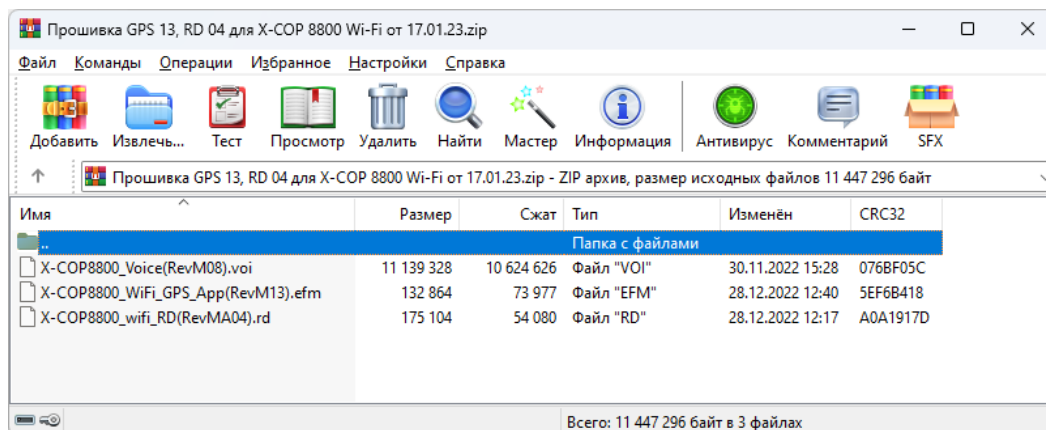 Прошивка GPS 13, RD 04 для X-COP 8800 Wi-Fi от 17.01.23.zip
Файл Команды Операции Избранное Настройки Справка
Добавить Извлечь... Тест Просмотр Удалить Найти Мастер Информация Антивирус Комментарий SFX
Прошивка GPS 13, RD 04 для X-COP 8800 Wi-Fi от 17.01.23.zip - ZIP архив, размер исходных файлов 11 447 296 байт
Имя Размер Сжат Тип Изменён CRC32
.. Папка с файлами
X-COP8800_Voice(RevM08).voi 11 139 328 10 624 626 Файл "VOI" 30.11.2022 15:28 076BF05C
X-COP8800_WiFi_GPS_App(RevM13).efm 132 864 73 977 Файл "EFM" 28.12.2022 12:40 5EF6B418
X-COP8800_wifi_RD(RevMA04).rd 175 104 54 080 Файл "RD" 28.12.2022 12:17 A0A1917D
Всего: 11 447 296 байт в 3 файлах